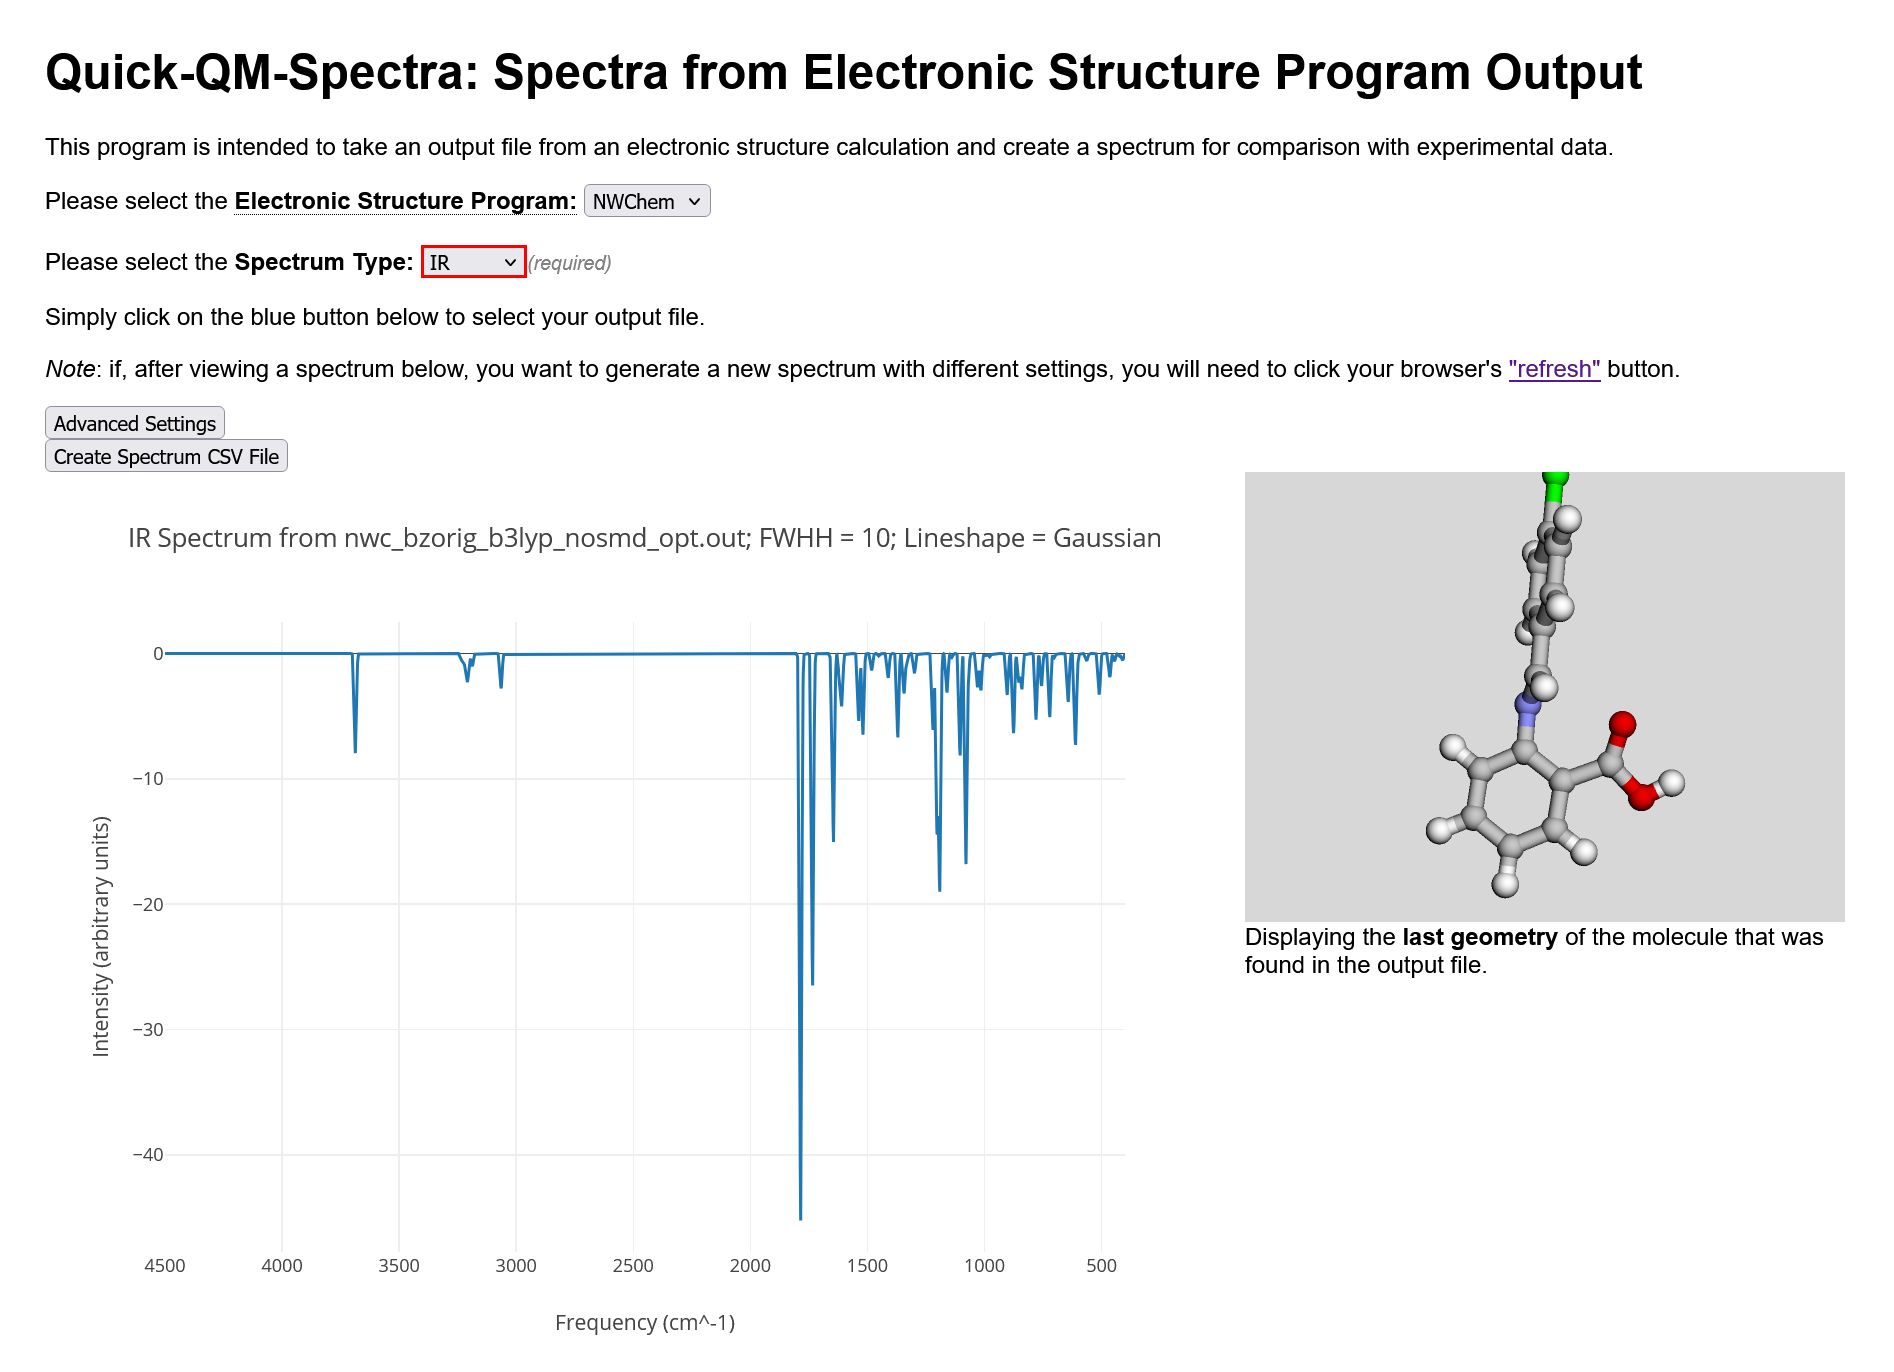 Quick-QM-Spectra: Spectra from Electronic Structure Program Output
This program is intended to take an output file from an electronic structure calculation and create a spectrum for comparison with experimental data.
Please select the Electronic Structure Program: NWChem
Please select the Spectrum Type: IR (required)
Simply click on the blue button below to select your output file.
Note: if, after viewing a spectrum below, you want to generate a new spectrum with different settings, you will need to click your browser's "refresh" button.
Advanced Settings
Create Spectrum CSV File
IR Spectrum from nwc_bzorig_b3lyp_nosmd_opt.out; FWHH = 10; Lineshape = Gaussian
0
−10
−20
−30
−40
Intensity (arbitrary units)
4500 4000 3500 3000 2500 2000 1500 1000 500
Frequency (cm^-1)
Displaying the last geometry of the molecule that was
found in the output file.